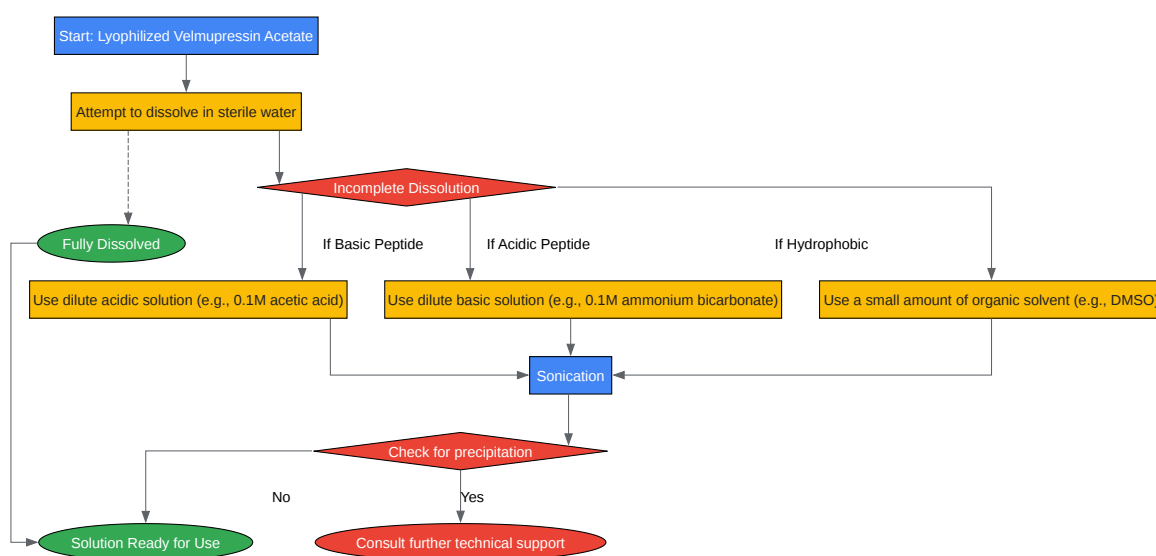 Start: Lyophilized Velmupressin Acetate
Attempt to dissolve in sterile water
Incomplete Dissolution
Fully Dissolved
If Basic Peptide
If Acidic Peptide
If Hydrophobic
Use dilute acidic solution (e.g., 0.1M acetic acid)
Use dilute basic solution (e.g., 0.1M ammonium bicarbonate)
Use a small amount of organic solvent (e.g., DMSO)
Sonication
Check for precipitation
No
Yes
Solution Ready for Use
Consult further technical support